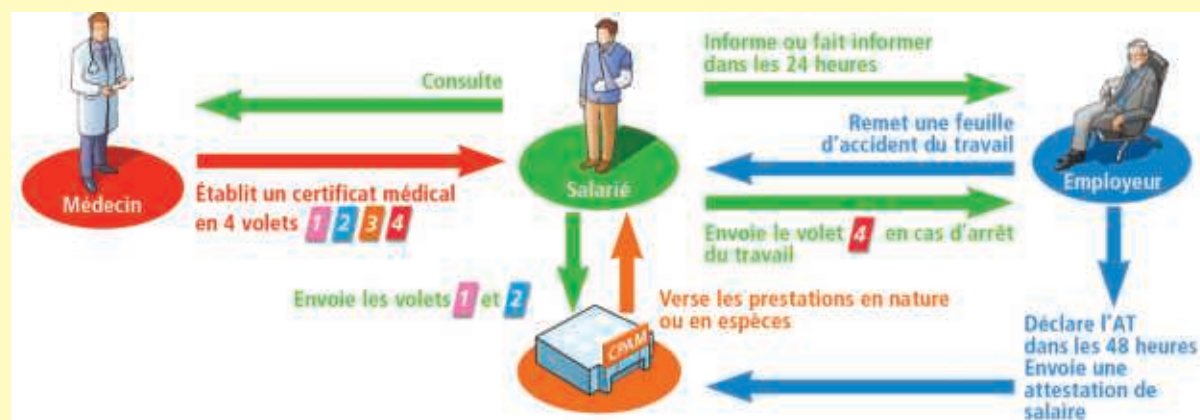 Informe ou fait informer
dans les 24 heures
Consulte
Remet une feuille
d'accident du travail
Médecin
Salarié
Employeur
Établit un certificat médical
en 4 volets 1 2 3 4
Envoie le volet 4 en cas d'arrêt
du travail
Envoie les volets 1 et 2
Verse les prestations en nature
ou en espèces
CPAM
Déclare l'AT
dans les 48 heures
Envoie une
attestation de
salaire